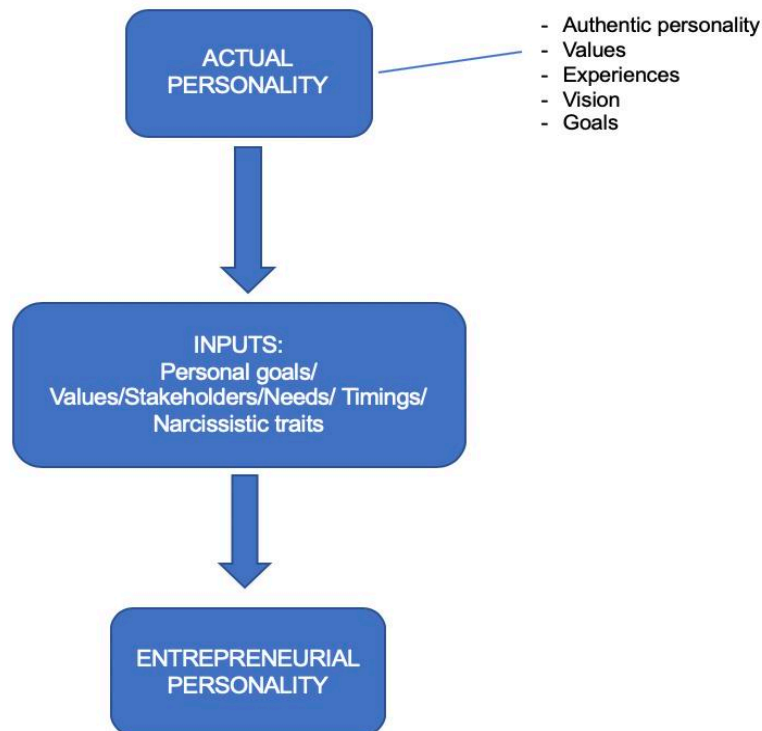 ACTUAL
PERSONALITY
- Authentic personality
- Values
- Experiences
- Vision
- Goals
INPUTS:
Personal goals/
Values/Stakeholders/Needs/ Timings/
Narcissistic traits
ENTREPRENEURIAL
PERSONALITY